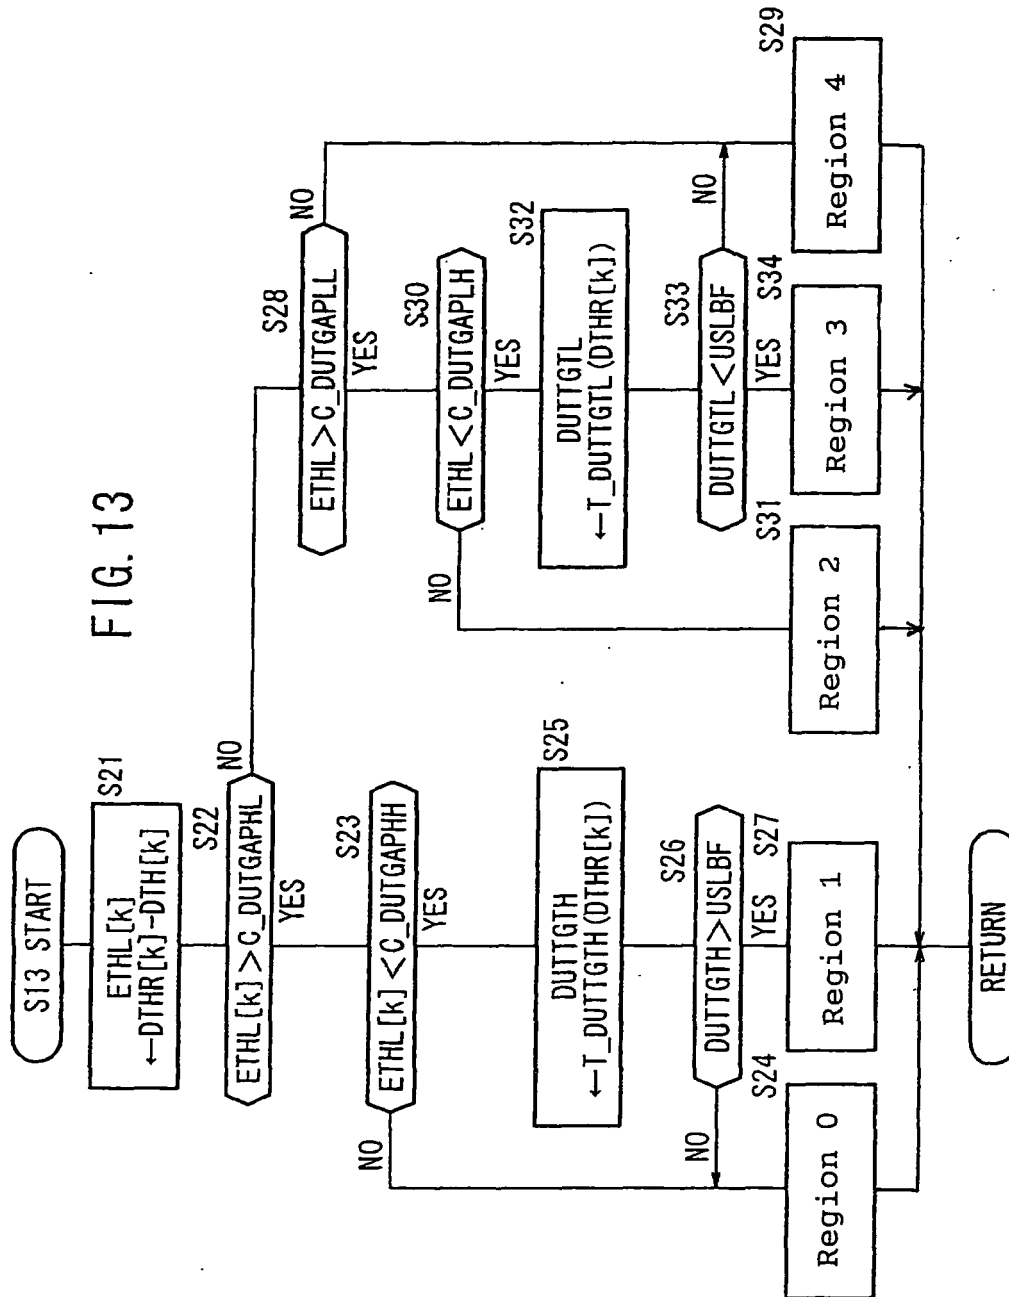 FIG. 13
S13 START
S21
ETHL[k]
←DTHR[k]-DTH[k]
S22
ETHL[k]>C_DUTGAPHL
NO
YES
S23
ETHL[k]<C_DUTGAPHH
NO
YES
S25
DUTTGTH
←T_DUTTGTH(DTHR[k])
S26
DUTTGTH>USLBF
NO
YES
S24
Region 0
S27
Region 1
S28
ETHL>C_DUTGAPLL
NO
YES
S30
ETHL<C_DUTGAPLH
NO
YES
S32
DUTTGTL
←T_DUTTGTL(DTHR[k])
S33
DUTTGTL<USLBF
NO
YES
S31
Region 2
S34
Region 3
S29
Region 4
RETURN